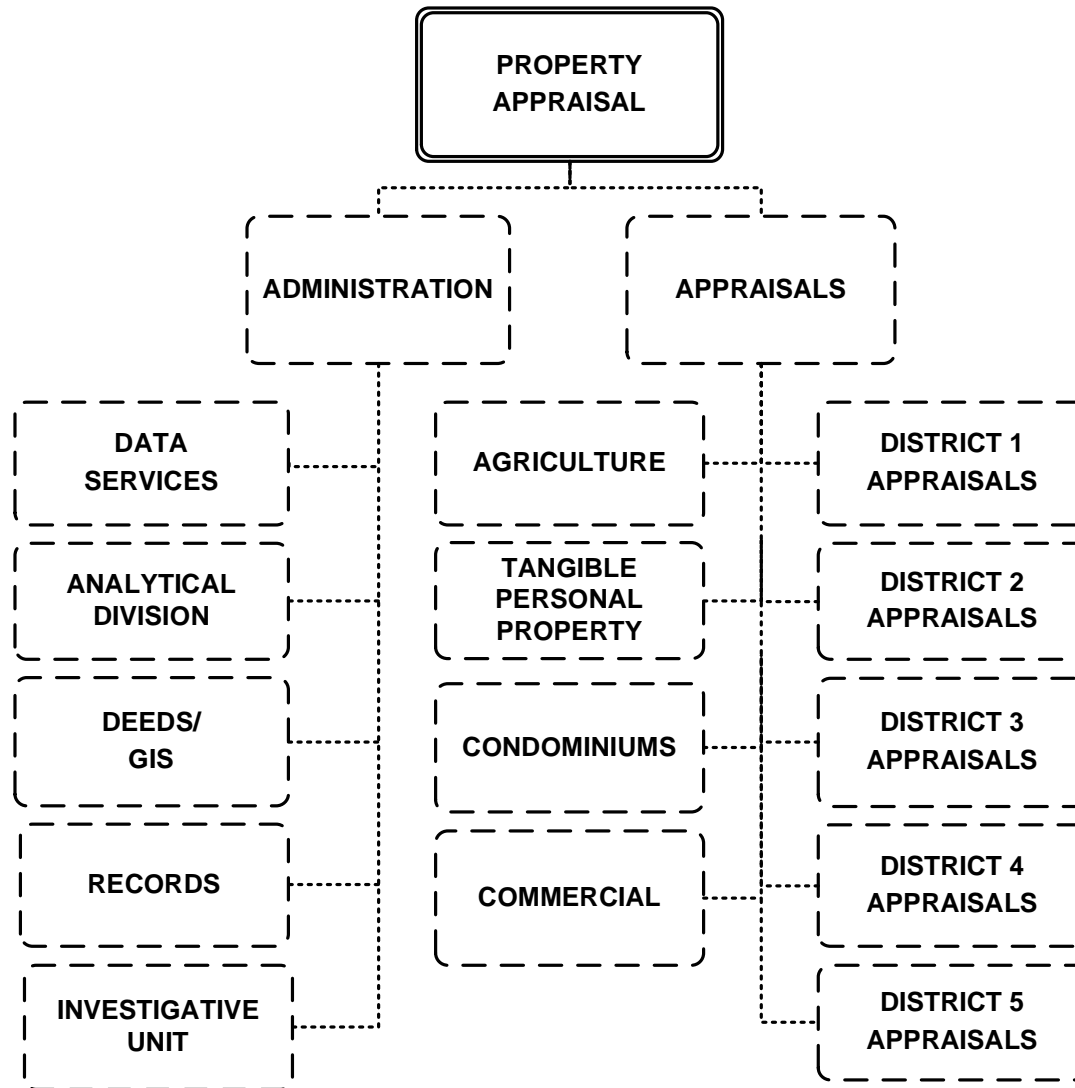 PROPERTY
APPRAISAL
ADMINISTRATION
APPRAISALS
DATA
SERVICES
ANALYTICAL
DIVISION
DEEDS/
GIS
RECORDS
INVESTIGATIVE
UNIT
AGRICULTURE
TANGIBLE
PERSONAL
PROPERTY
CONDOMINIUMS
COMMERCIAL
DISTRICT 1
APPRAISALS
DISTRICT 2
APPRAISALS
DISTRICT 3
APPRAISALS
DISTRICT 4
APPRAISALS
DISTRICT 5
APPRAISALS